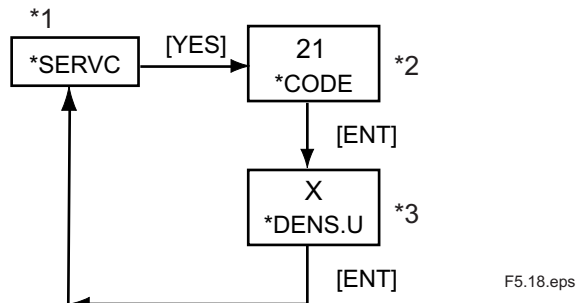 *1
*SERVC
[YES]
21
*CODE
*2
[ENT]
X
*DENS.U
*3
[ENT]
F5.18.eps